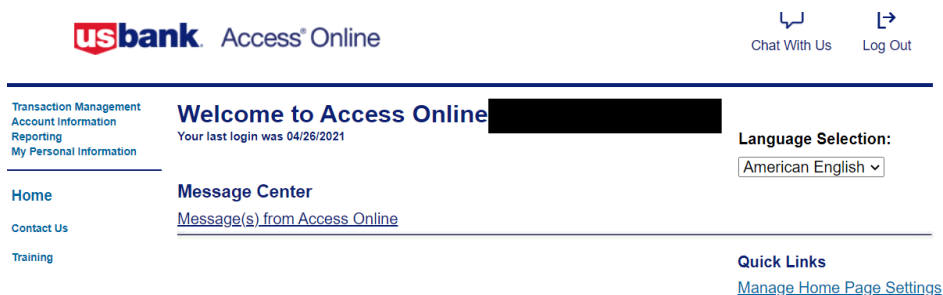 usbank. Access® Online
Chat With Us
Log Out
Transaction Management
Account Information
Reporting
My Personal Information
Home
Contact Us
Training
Welcome to Access Online
Your last login was 04/26/2021
Language Selection:
American English
Message Center
Message(s) from Access Online
Quick Links
Manage Home Page Settings